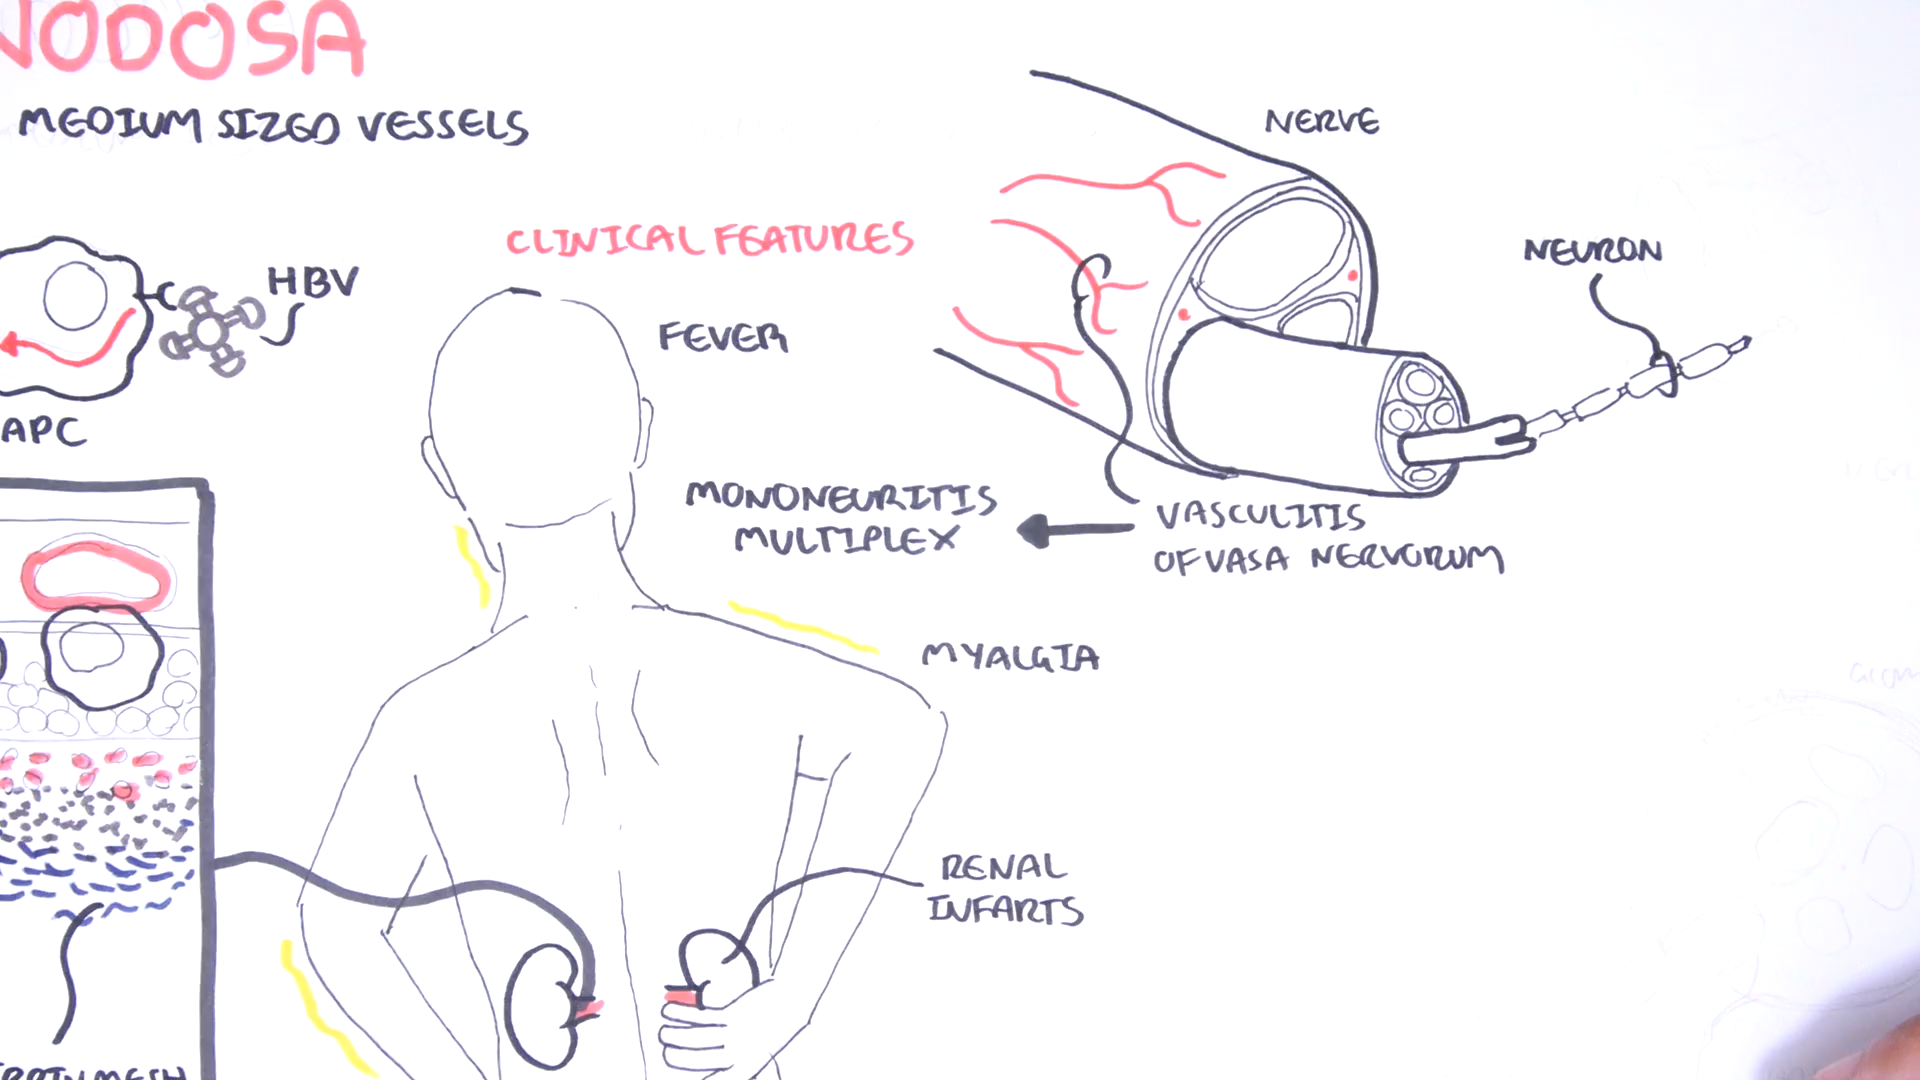 NODOSA
MEDIUM SIZED VESSELS
NERVE
CLINICAL FEATURES
NEURON
HBV
FEVER
APC
MONONEURITIS
MULTIPLEX
VASCULITIS
OF VASA NERVORUM
MYALGIA
RENAL
INFARTS
MESH